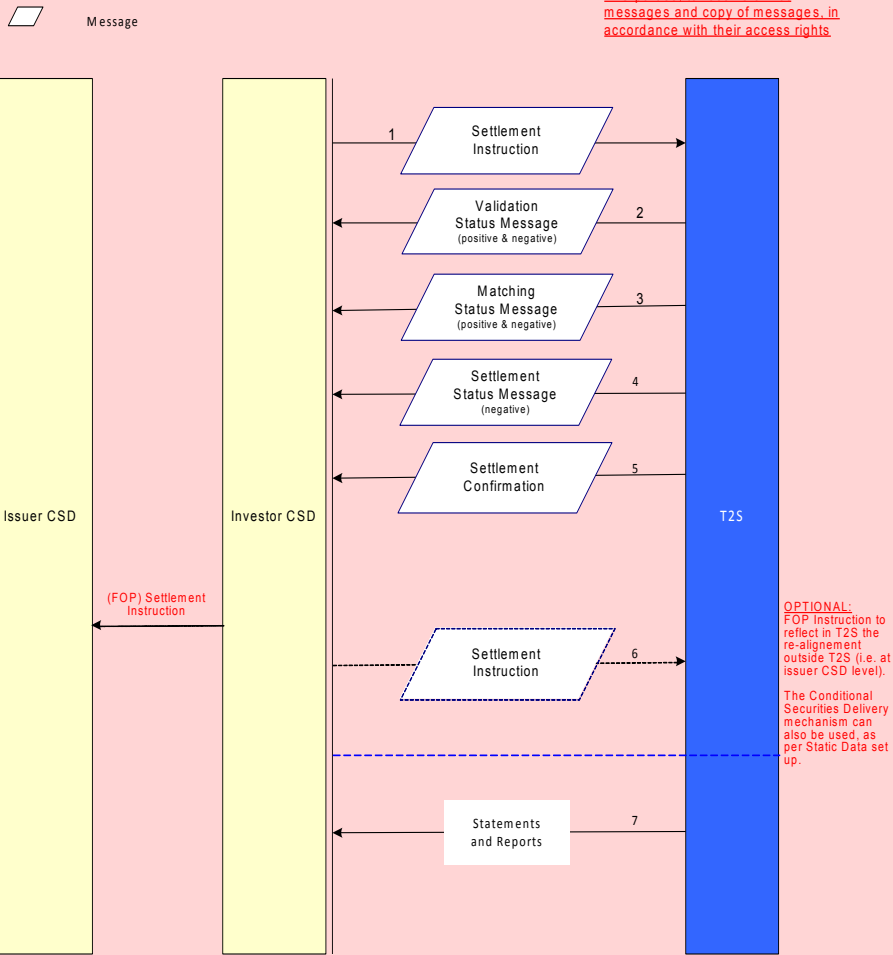 Message
messages and copy of messages, in
accordance with their access rights
1
Settlement
Instruction
Validation
Status Message
(positive & negative)
2
Matching
Status Message
(positive & negative)
3
Settlement
Status Message
(negative)
4
Settlement
Confirmation
5
Issuer CSD
Investor CSD
T2S
(FOP) Settlement
Instruction
Settlement
Instruction
6
OPTIONAL:
FOP Instruction to
reflect in T2S the
re-alignement
outside T2S (i.e. at
issuer CSD level).
The Conditional
Securities Delivery
mechanism can
also be used, as
per Static Data set
up.
Statements
and Reports
7